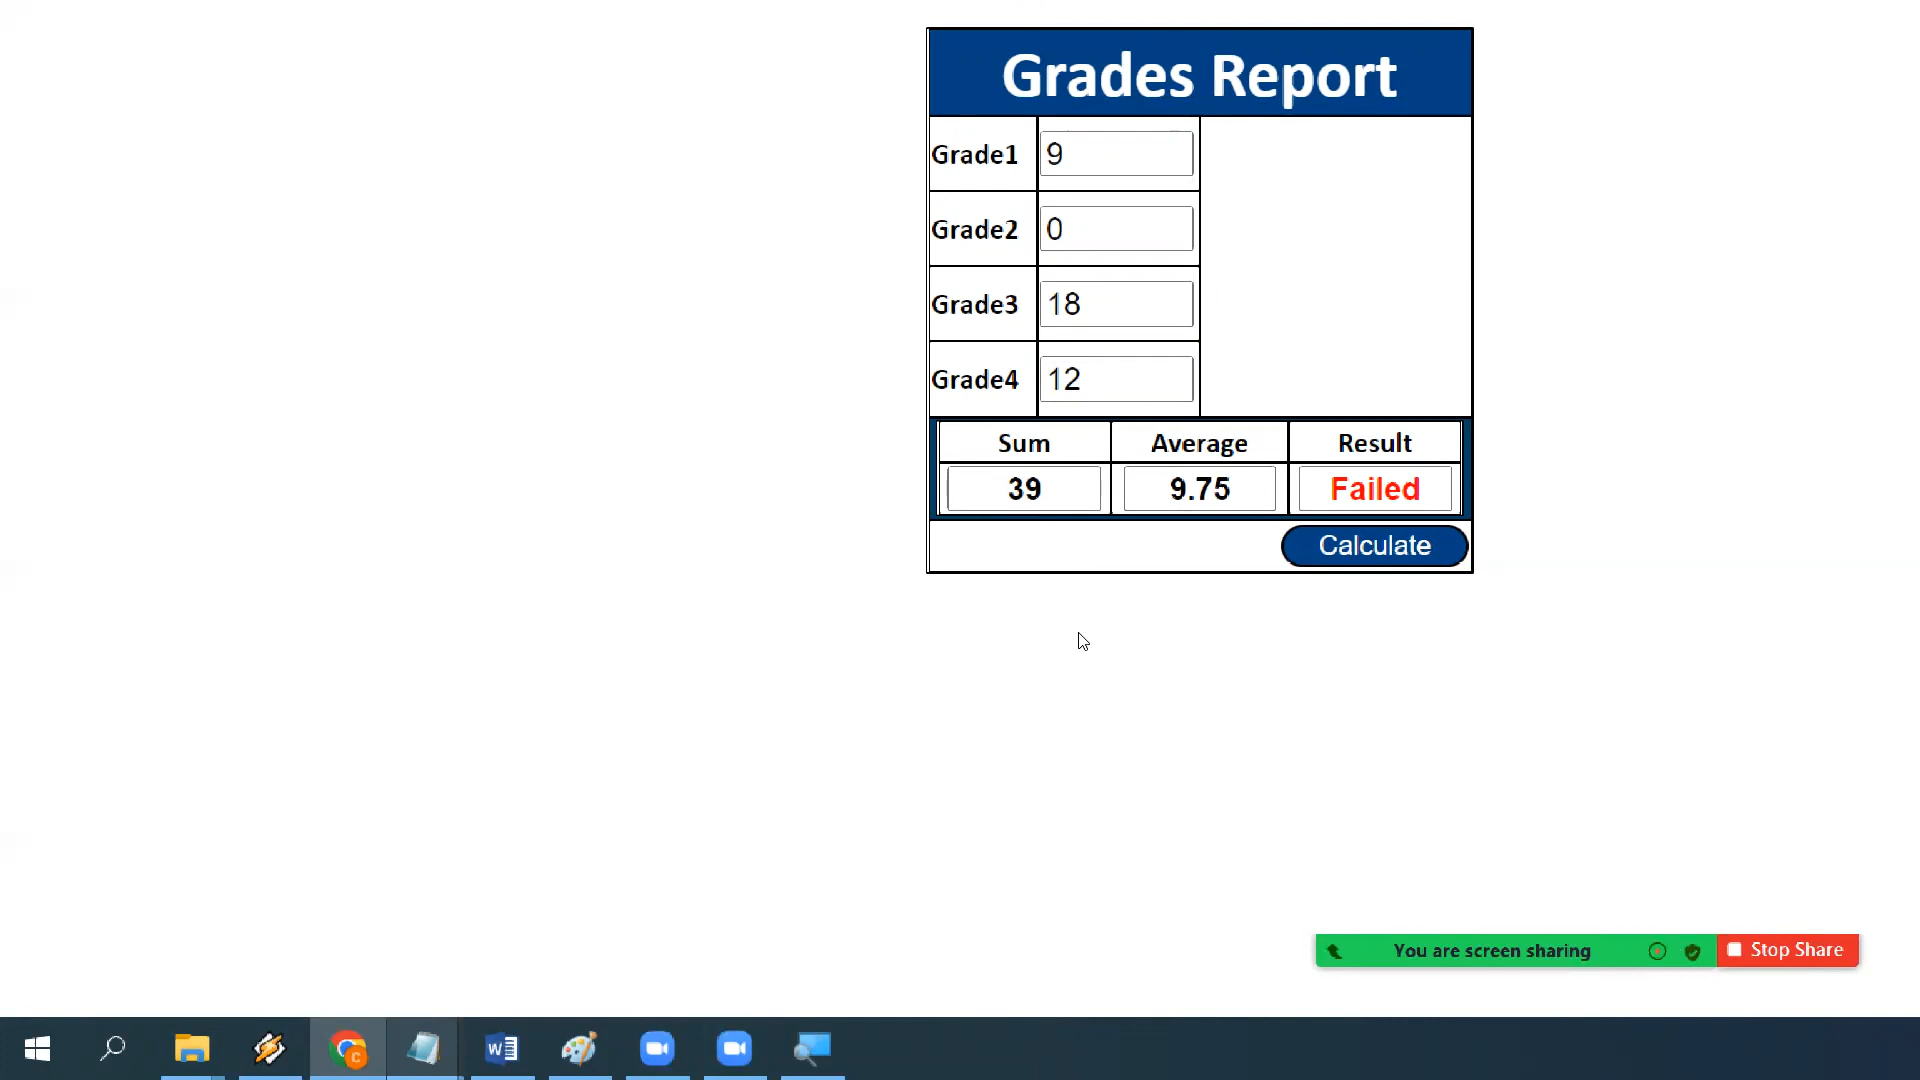 Grades Report
Grade1 9
Grade2 0
Grade3 18
Grade4 12
Sum Average Result
39 9.75 Failed
Calculate
You are screen sharing Stop Share